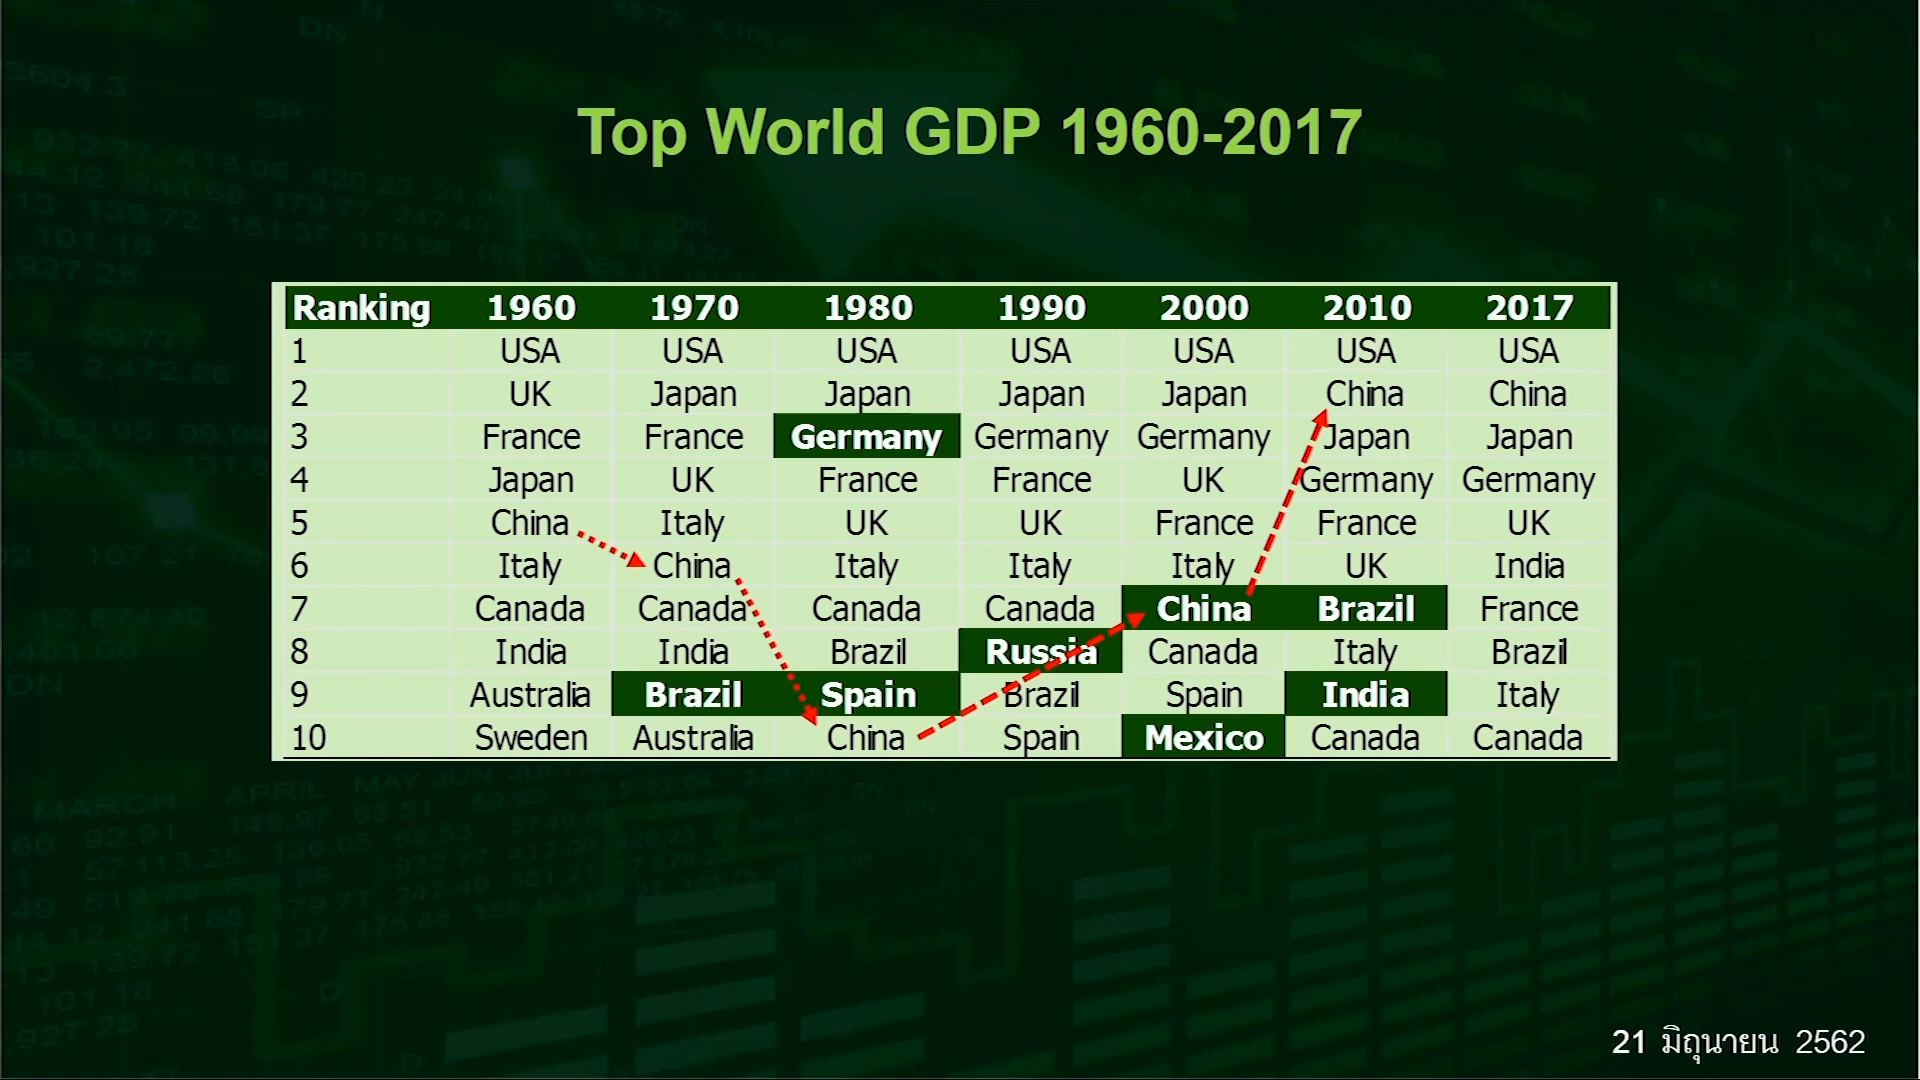 Top World GDP 1960-2017
Ranking 1960 1970 1980 1990 2000 2010 2017
1 USA USA USA USA USA USA USA
2 UK Japan Japan Japan Japan China China
3 France France Germany Germany Germany Japan Japan
4 Japan UK France France UK Germany Germany
5 China Italy UK UK France France UK
6 Italy China Italy Italy Italy UK India
7 Canada Canada Canada Canada China Brazil France
8 India India Brazil Russia Canada Italy Brazil
9 Australia Brazil Spain Brazil Spain India Italy
10 Sweden Australia China Spain Mexico Canada Canada
21 มิถุนายน 2562